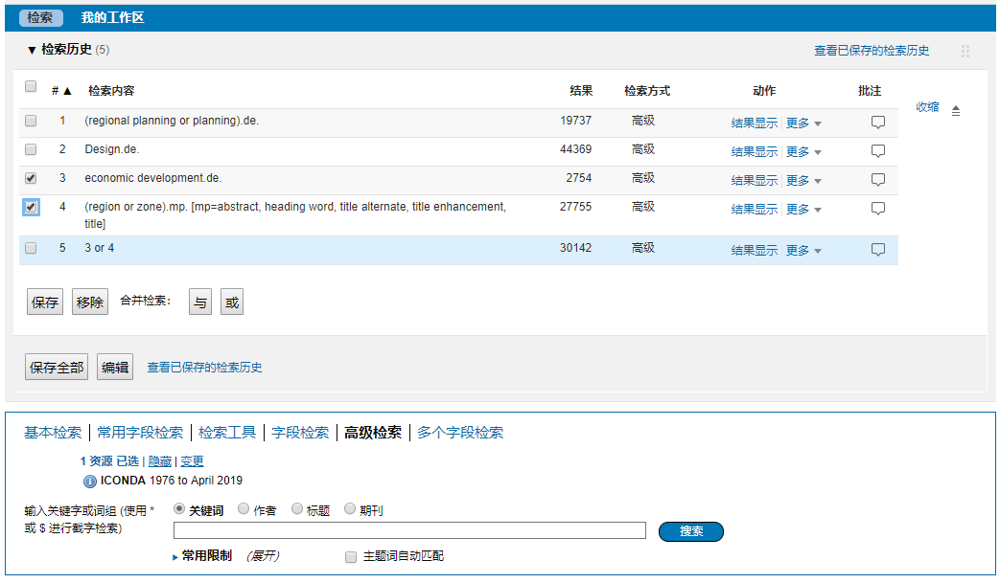 检索 我的工作区
▼ 检索历史 (5) 查看已保存的检索历史
# ▲ 检索内容 结果 检索方式 动作 批注
收缩
1 (regional planning or planning).de. 19737 高级 结果显示 更多
2 Design.de. 44369 高级 结果显示 更多
3 economic development.de. 2754 高级 结果显示 更多
4 (region or zone).mp. [mp=abstract, heading word, title alternate, title enhancement, 27755 高级 结果显示 更多
title]
5 3 or 4 30142 高级 结果显示 更多
保存 移除 合并检索: 与 或
保存全部 编辑 查看已保存的检索历史
基本检索 | 常用字段检索 | 检索工具 | 字段检索 | 高级检索 | 多个字段检索
1 资源 已选 | 隐藏 | 变更
ICONDA 1976 to April 2019
输入关键字或词组 (使用 * 关键词 作者 标题 期刊
或 $ 进行截字检索) 搜索
常用限制 (展开) 主题词自动匹配